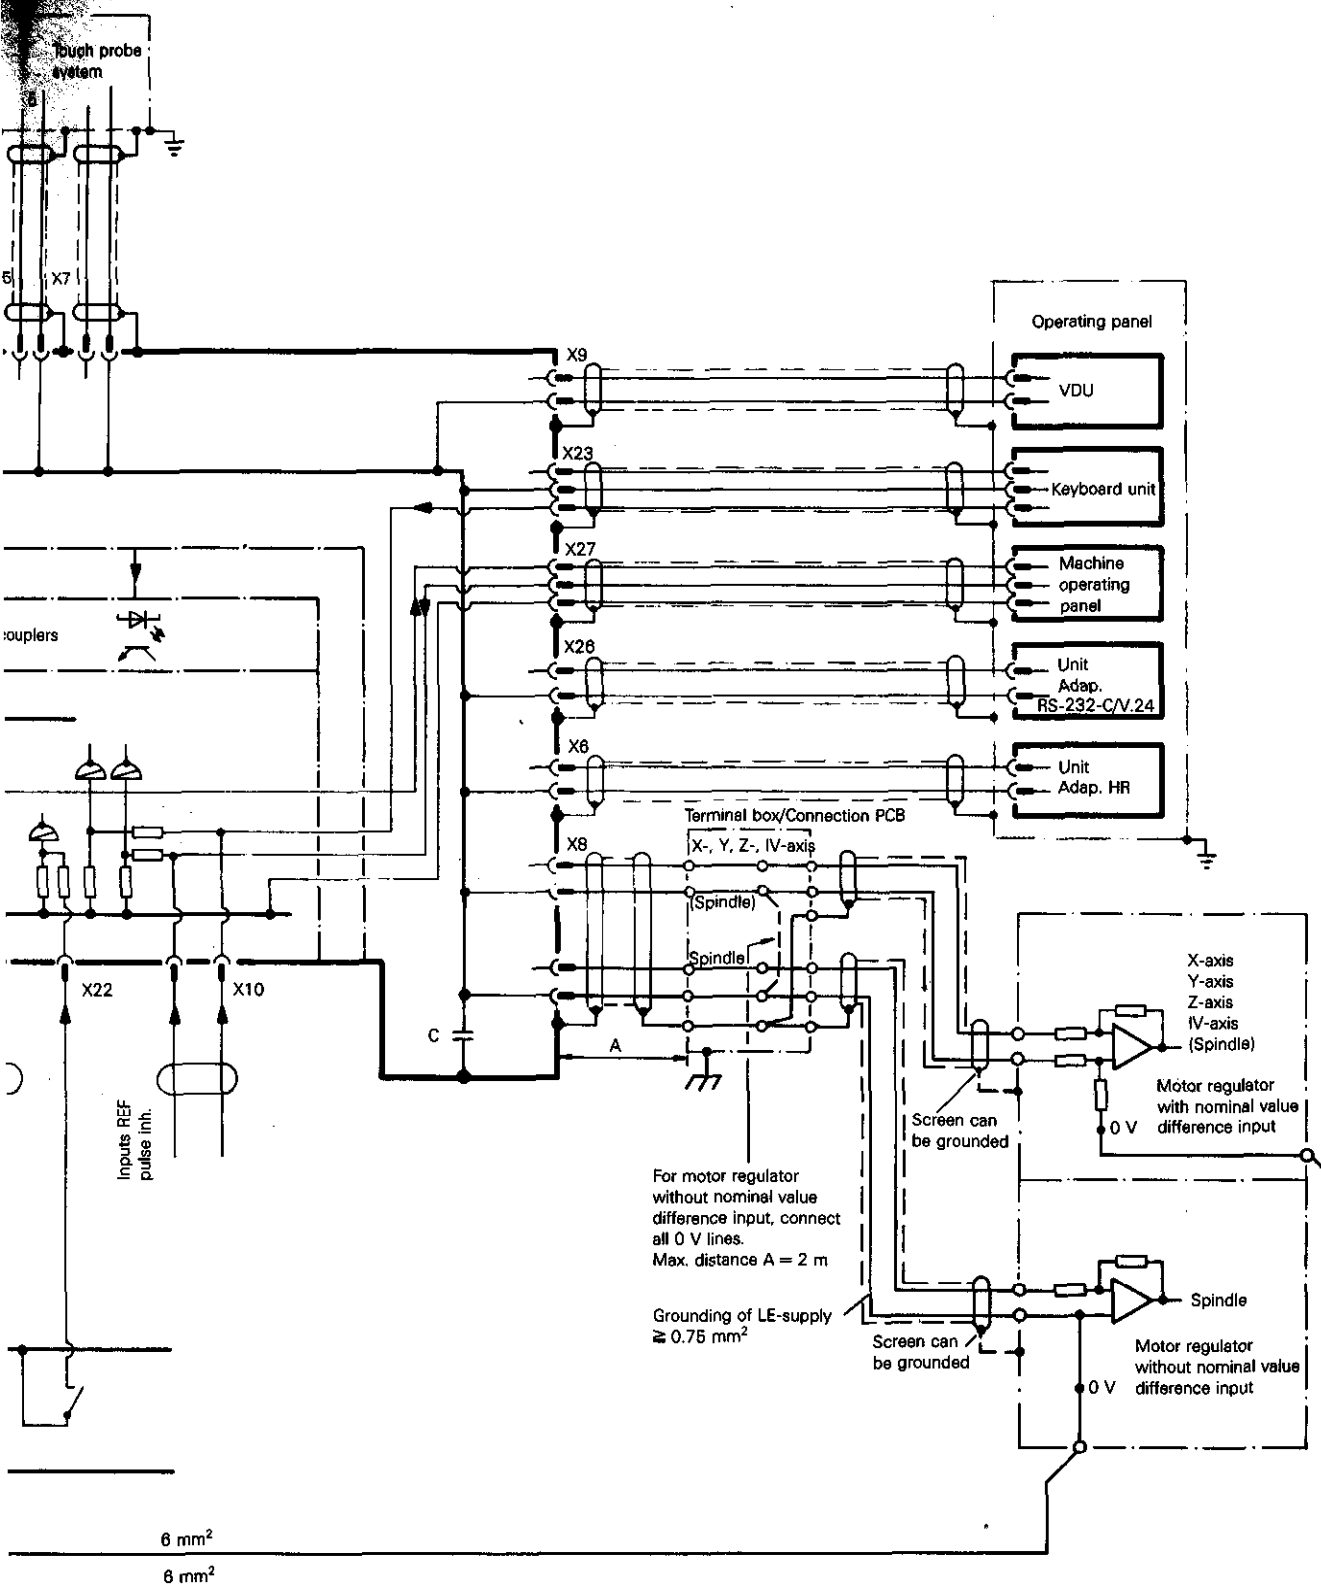 Touch probe
system
X7
Operating panel
X9
VDU
X23
Keyboard unit
X27
Machine
operating
panel
couplers
X26
Unit
Adap.
RS-232-C/V.24
X6
Unit
Adap. HR
Terminal box/Connection PCB
X8
X-, Y, Z-, IV-axis
(Spindle)
Spindle
X22
X10
C
A
X-axis
Y-axis
Z-axis
IV-axis
(Spindle)
Inputs REF
pulse inh.
Motor regulator
with nominal value
difference input
0 V
Screen can
be grounded
For motor regulator
without nominal value
difference input, connect
all 0 V lines.
Max. distance A = 2 m
Grounding of LE-supply
≧ 0.75 mm²
Screen can
be grounded
Spindle
Motor regulator
without nominal value
difference input
0 V
6 mm²
6 mm²